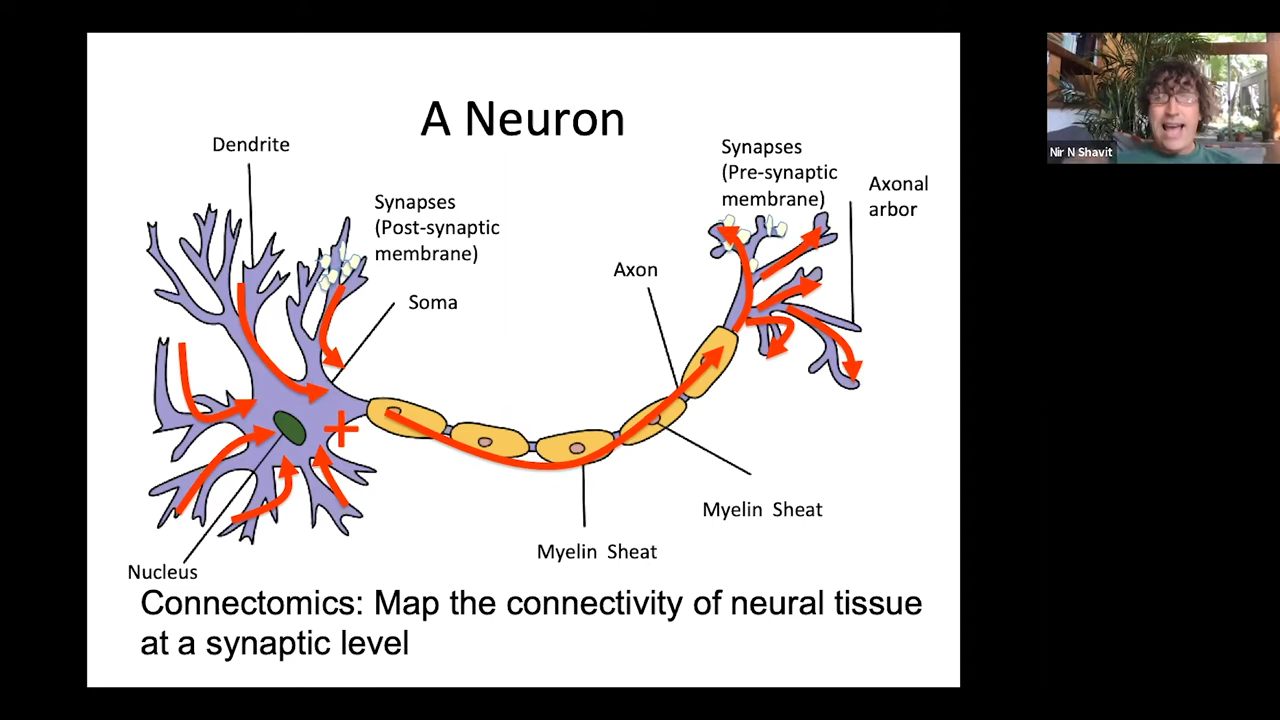 A Neuron
Dendrite
Synapses
(Post-synaptic
membrane)
Soma
Axon
Synapses
(Pre-synaptic
membrane)
Axonal
arbor
Myelin Sheat
Myelin Sheat
Nucleus
Connectomics: Map the connectivity of neural tissue
at a synaptic level
Nir N Shavit